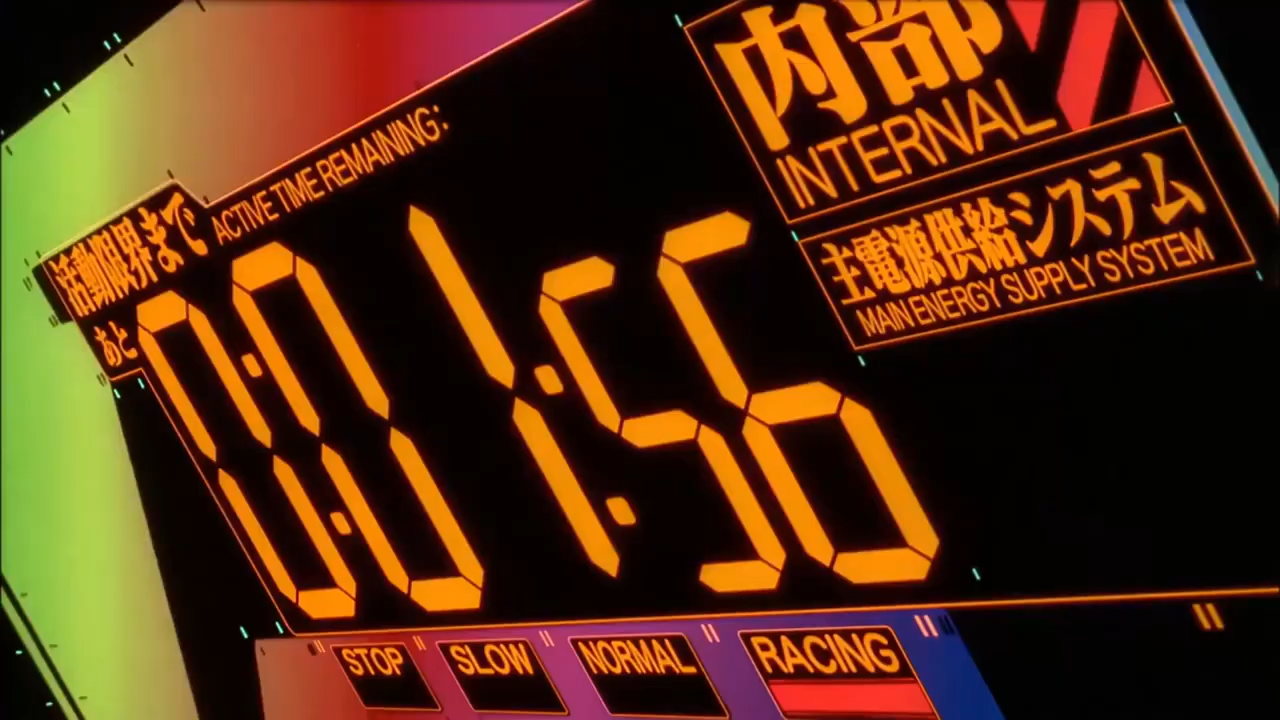 活動限界まで
あと
ACTIVE TIME REMAINING:
0:01:56
内部
INTERNAL
主電源供給システム
MAIN ENERGY SUPPLY SYSTEM
STOP
SLOW
NORMAL
RACING